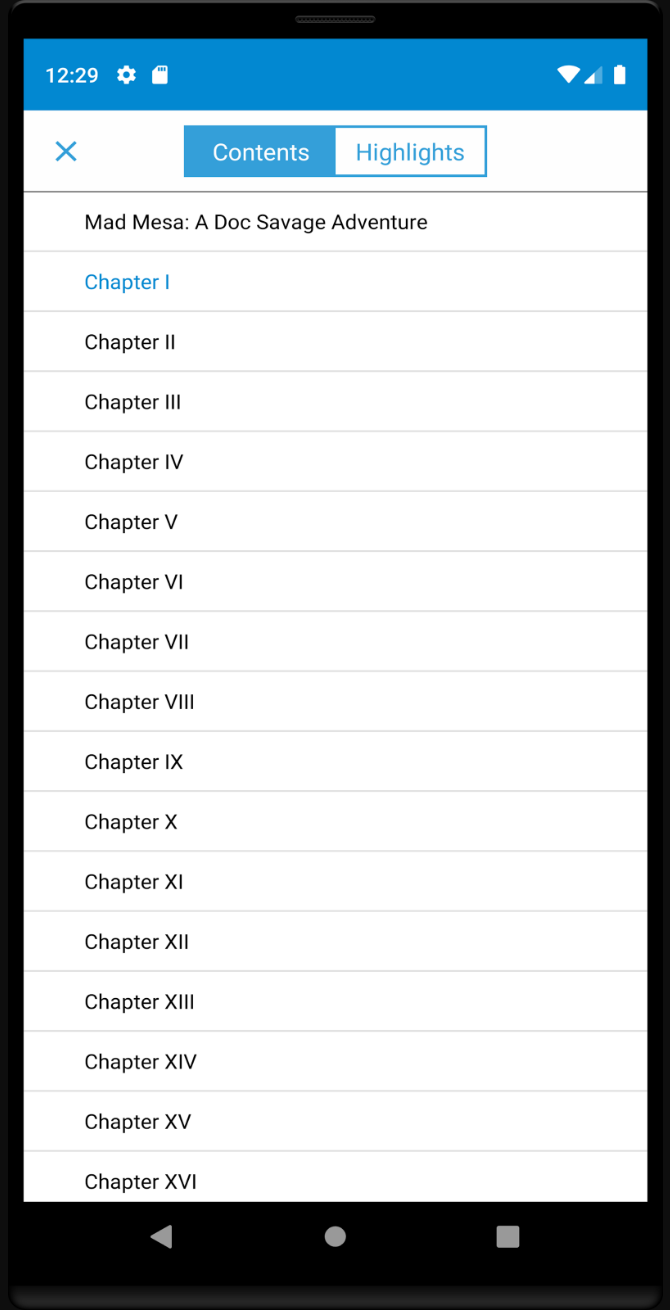 12:29
Contents Highlights
Mad Mesa: A Doc Savage Adventure
Chapter I
Chapter II
Chapter III
Chapter IV
Chapter V
Chapter VI
Chapter VII
Chapter VIII
Chapter IX
Chapter X
Chapter XI
Chapter XII
Chapter XIII
Chapter XIV
Chapter XV
Chapter XVI